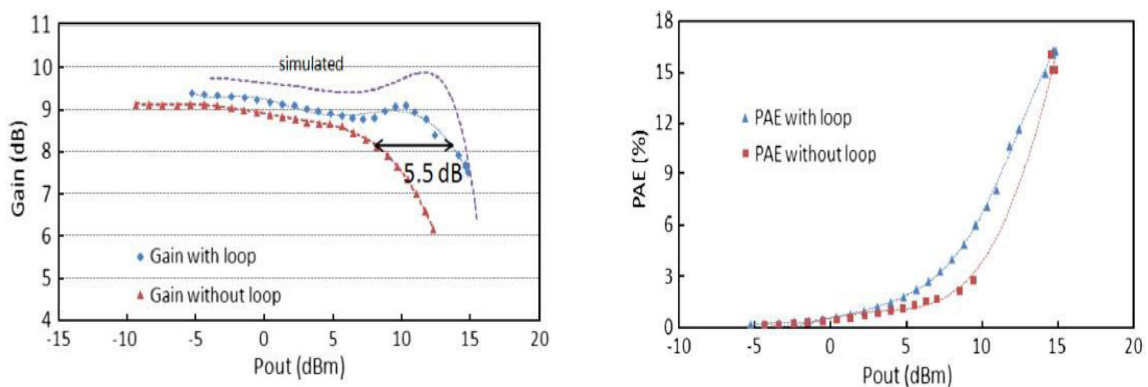 11
10
9
8
7
6
5
4
Gain (dB)
simulated
5.5 dB
Gain with loop
Gain without loop
-15 -10 -5 0 5 10 15 20
Pout (dBm)
18
15
12
9
6
3
0
PAE (%)
PAE with loop
PAE without loop
-10 -5 0 5 10 15 20
Pout (dBm)